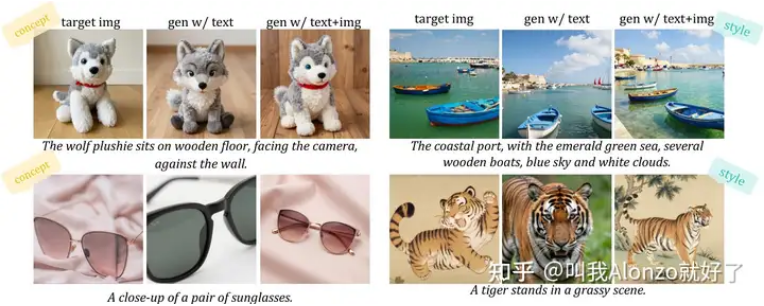 concept
target img gen w/ text gen w/ text+img
target img gen w/ text gen w/ text+img
style
The wolf plushie sits on wooden floor, facing the camera,
against the wall.
The coastal port, with the emerald green sea, several
wooden boats, blue sky and white clouds.
concept
style
A close-up of a pair of sunglasses.
A tiger stands in a grassy scene.
知乎 @叫我Alonzo就好了